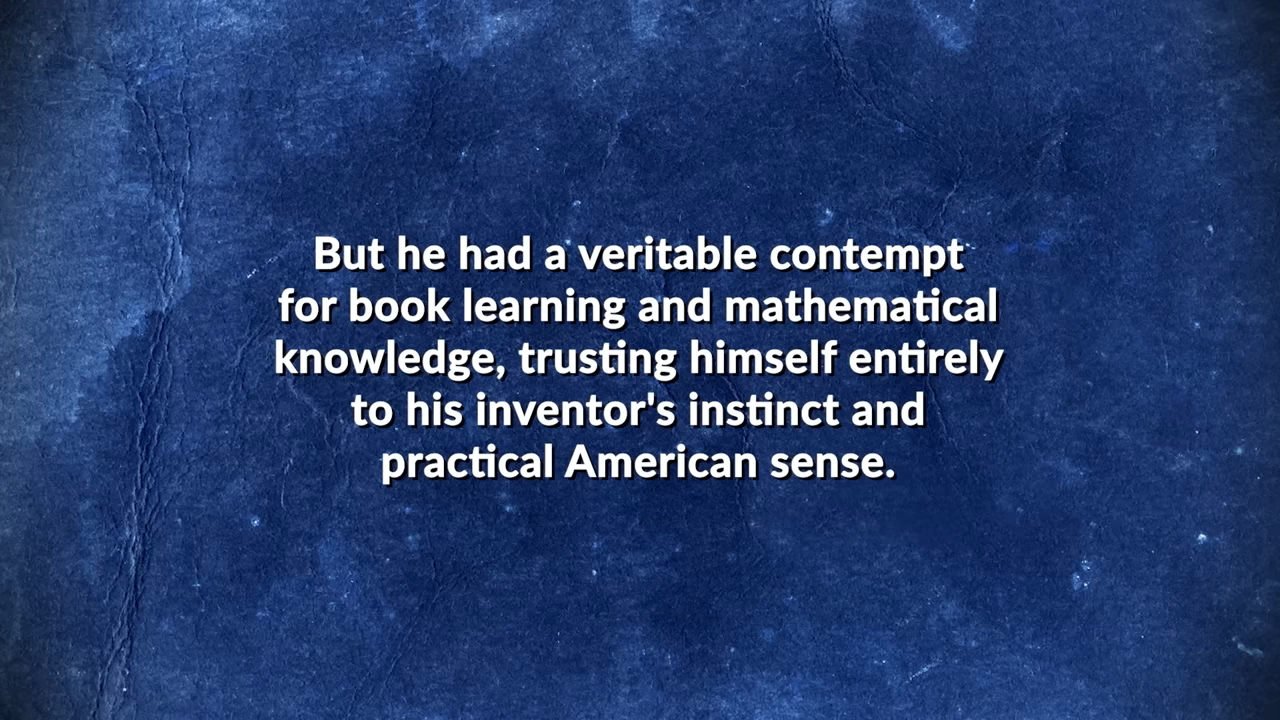 But he had a veritable contempt
for book learning and mathematical
knowledge, trusting himself entirely
to his inventor's instinct and
practical American sense.